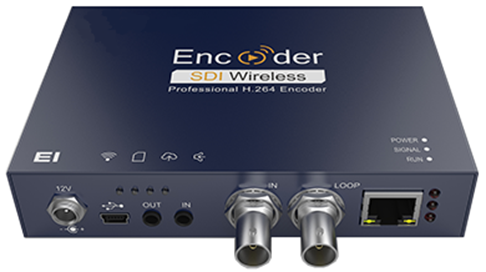 Encoder
SDI Wireless
Professional H.264 Encoder
POWER
SIGNAL
RUN
EI
12V
OUT
IN
IN
LOOP